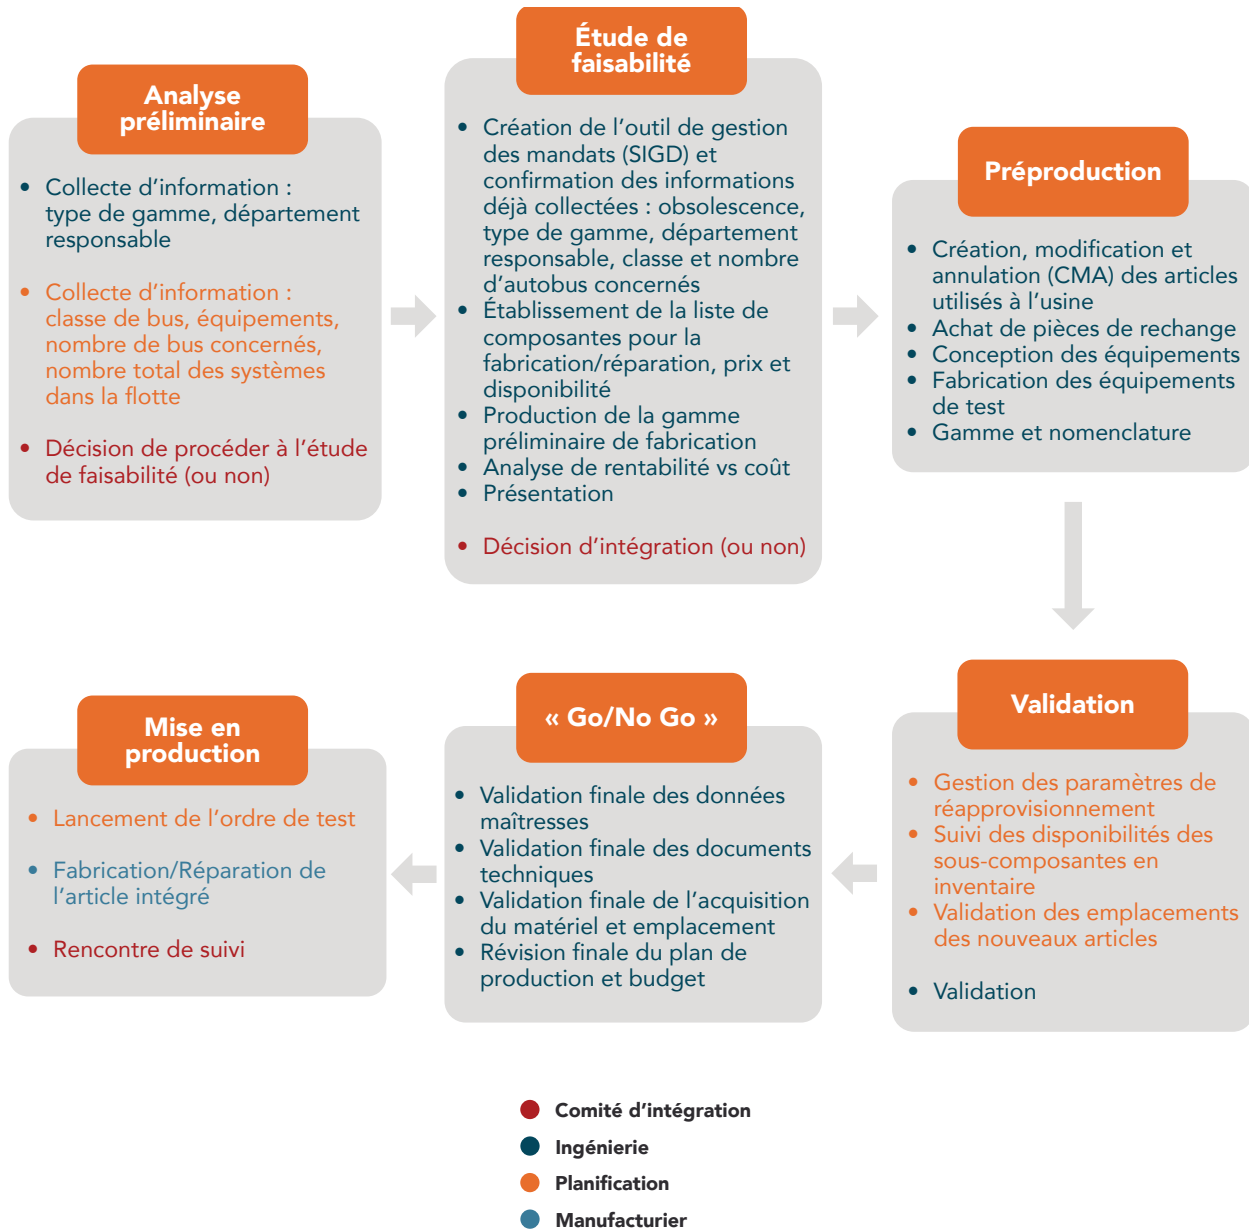 Analyse
préliminaire
• Collecte d’information :
type de gamme, département
responsable
• Collecte d’information :
classe de bus, équipements,
nombre de bus concernés,
nombre total des systèmes
dans la flotte
• Décision de procéder à l’étude
de faisabilité (ou non)
Étude de
faisabilité
• Création de l’outil de gestion
des mandats (SIGD) et
confirmation des informations
déjà collectées : obsolescence,
type de gamme, département
responsable, classe et nombre
d’autobus concernés
• Établissement de la liste de
composantes pour la
fabrication/réparation, prix et
disponibilité
• Production de la gamme
préliminaire de fabrication
• Analyse de rentabilité vs coût
• Présentation
• Décision d’intégration (ou non)
Préproduction
• Création, modification et
annulation (CMA) des articles
utilisés à l’usine
• Achat de pièces de rechange
• Conception des équipements
• Fabrication des équipements
de test
• Gamme et nomenclature
Validation
• Gestion des paramètres de
réapprovisionnement
• Suivi des disponibilités des
sous-composantes en
inventaire
• Validation des emplacements
des nouveaux articles
• Validation
« Go/No Go »
• Validation finale des données
maîtresses
• Validation finale des documents
techniques
• Validation finale de l’acquisition
du matériel et emplacement
• Révision finale du plan de
production et budget
Mise en
production
• Lancement de l’ordre de test
• Fabrication/Réparation de
l’article intégré
• Rencontre de suivi
Comité d’intégration
Ingénierie
Planification
Manufacturier